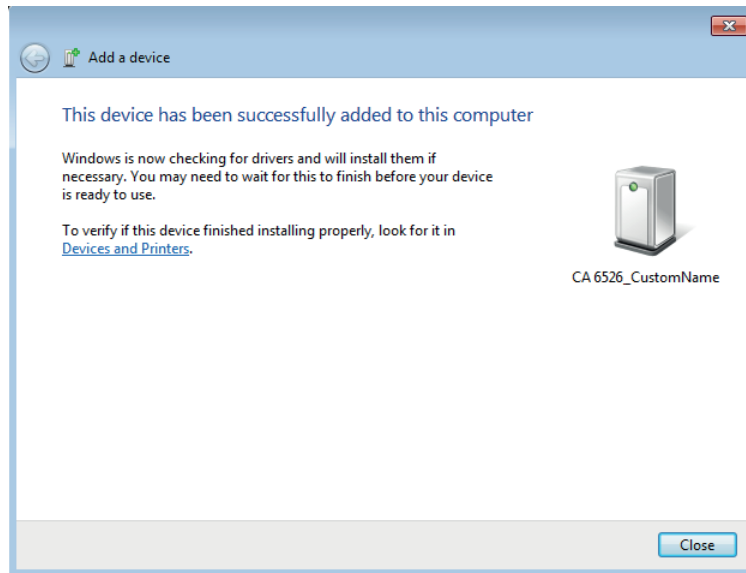 Add a device
This device has been successfully added to this computer
Windows is now checking for drivers and will install them if
necessary. You may need to wait for this to finish before your device
is ready to use.
To verify if this device finished installing properly, look for it in
Devices and Printers.
CA 6526_CustomName
Close